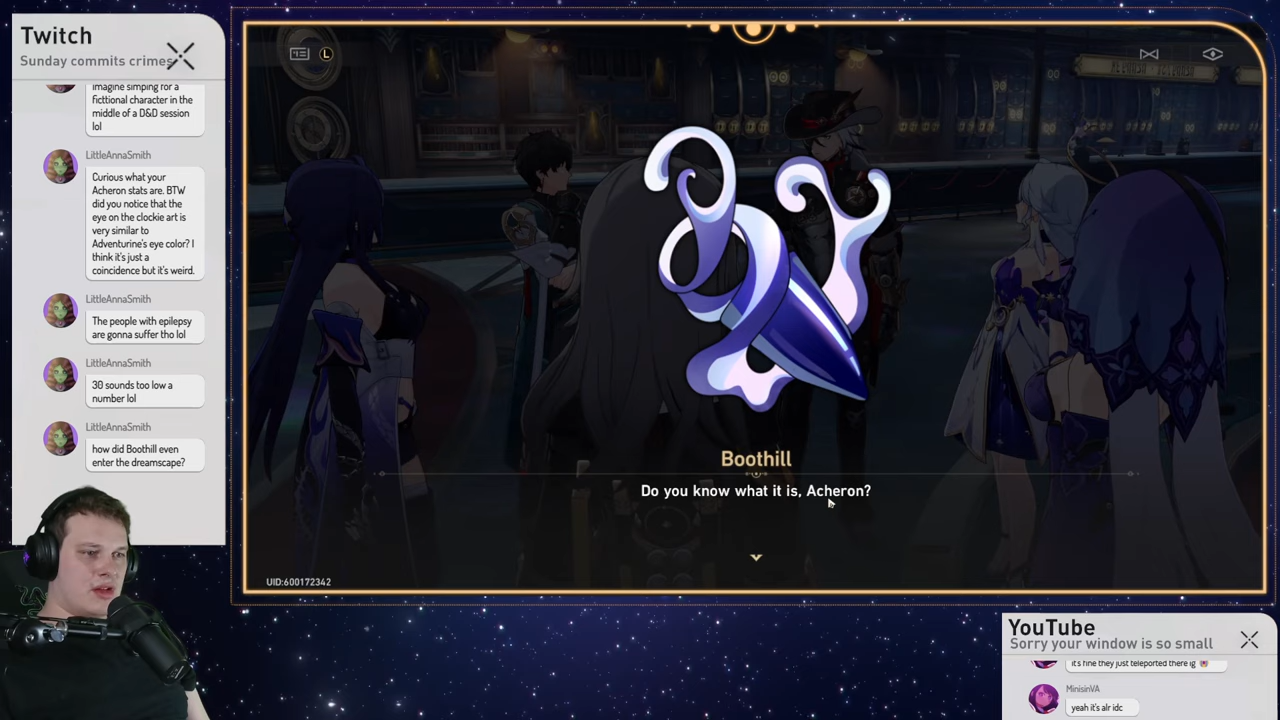 Twitch
Sunday commits crimes
imagine simping for a
fictional character in the
middle of a D&D session
lol
LittleAnnaSmith
Curious what your
Acheron stats are. BTW
did you notice that the
eye on the clockie art is
very similar to
Adventurine's eye color? I
think it's just a
coincidence but it's weird.
LittleAnnaSmith
The people with epilepsy
are gonna suffer tho lol
LittleAnnaSmith
30 sounds too low a
number lol
LittleAnnaSmith
how did Boothill even
enter the dreamscape?
L
Boothill
Do you know what it is, Acheron?
UID:600172342
YouTube
Sorry your window is so small
it's fine they just teleported there ig
MinisinVA
yeah it's alr idc